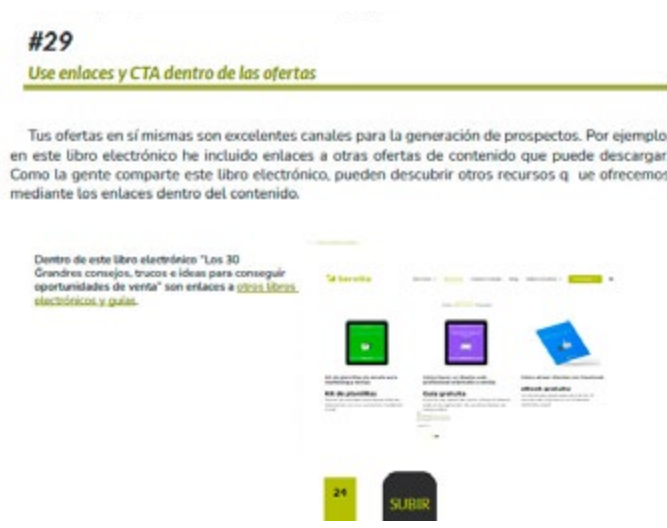 #29
Use enlaces y CTA dentro de las ofertas
Tus ofertas en sí mismas son excelentes canales para la generación de prospectos. Por ejemplo
en este libro electrónico he incluido enlaces a otras ofertas de contenido que puede descargar
Como la gente comparte este libro electrónico, pueden descubrir otros recursos q ue ofrecemos
mediante los enlaces dentro del contenido.
Dentro de este libro electrónico "Los 30
Grandres consejos, trucos e ideas para conseguir
oportunidades de venta" son enlaces a otros libros
electrónicos y guías.
Kit de plantillas
Guía gratuita
eBook gratuito
24
SUBIR